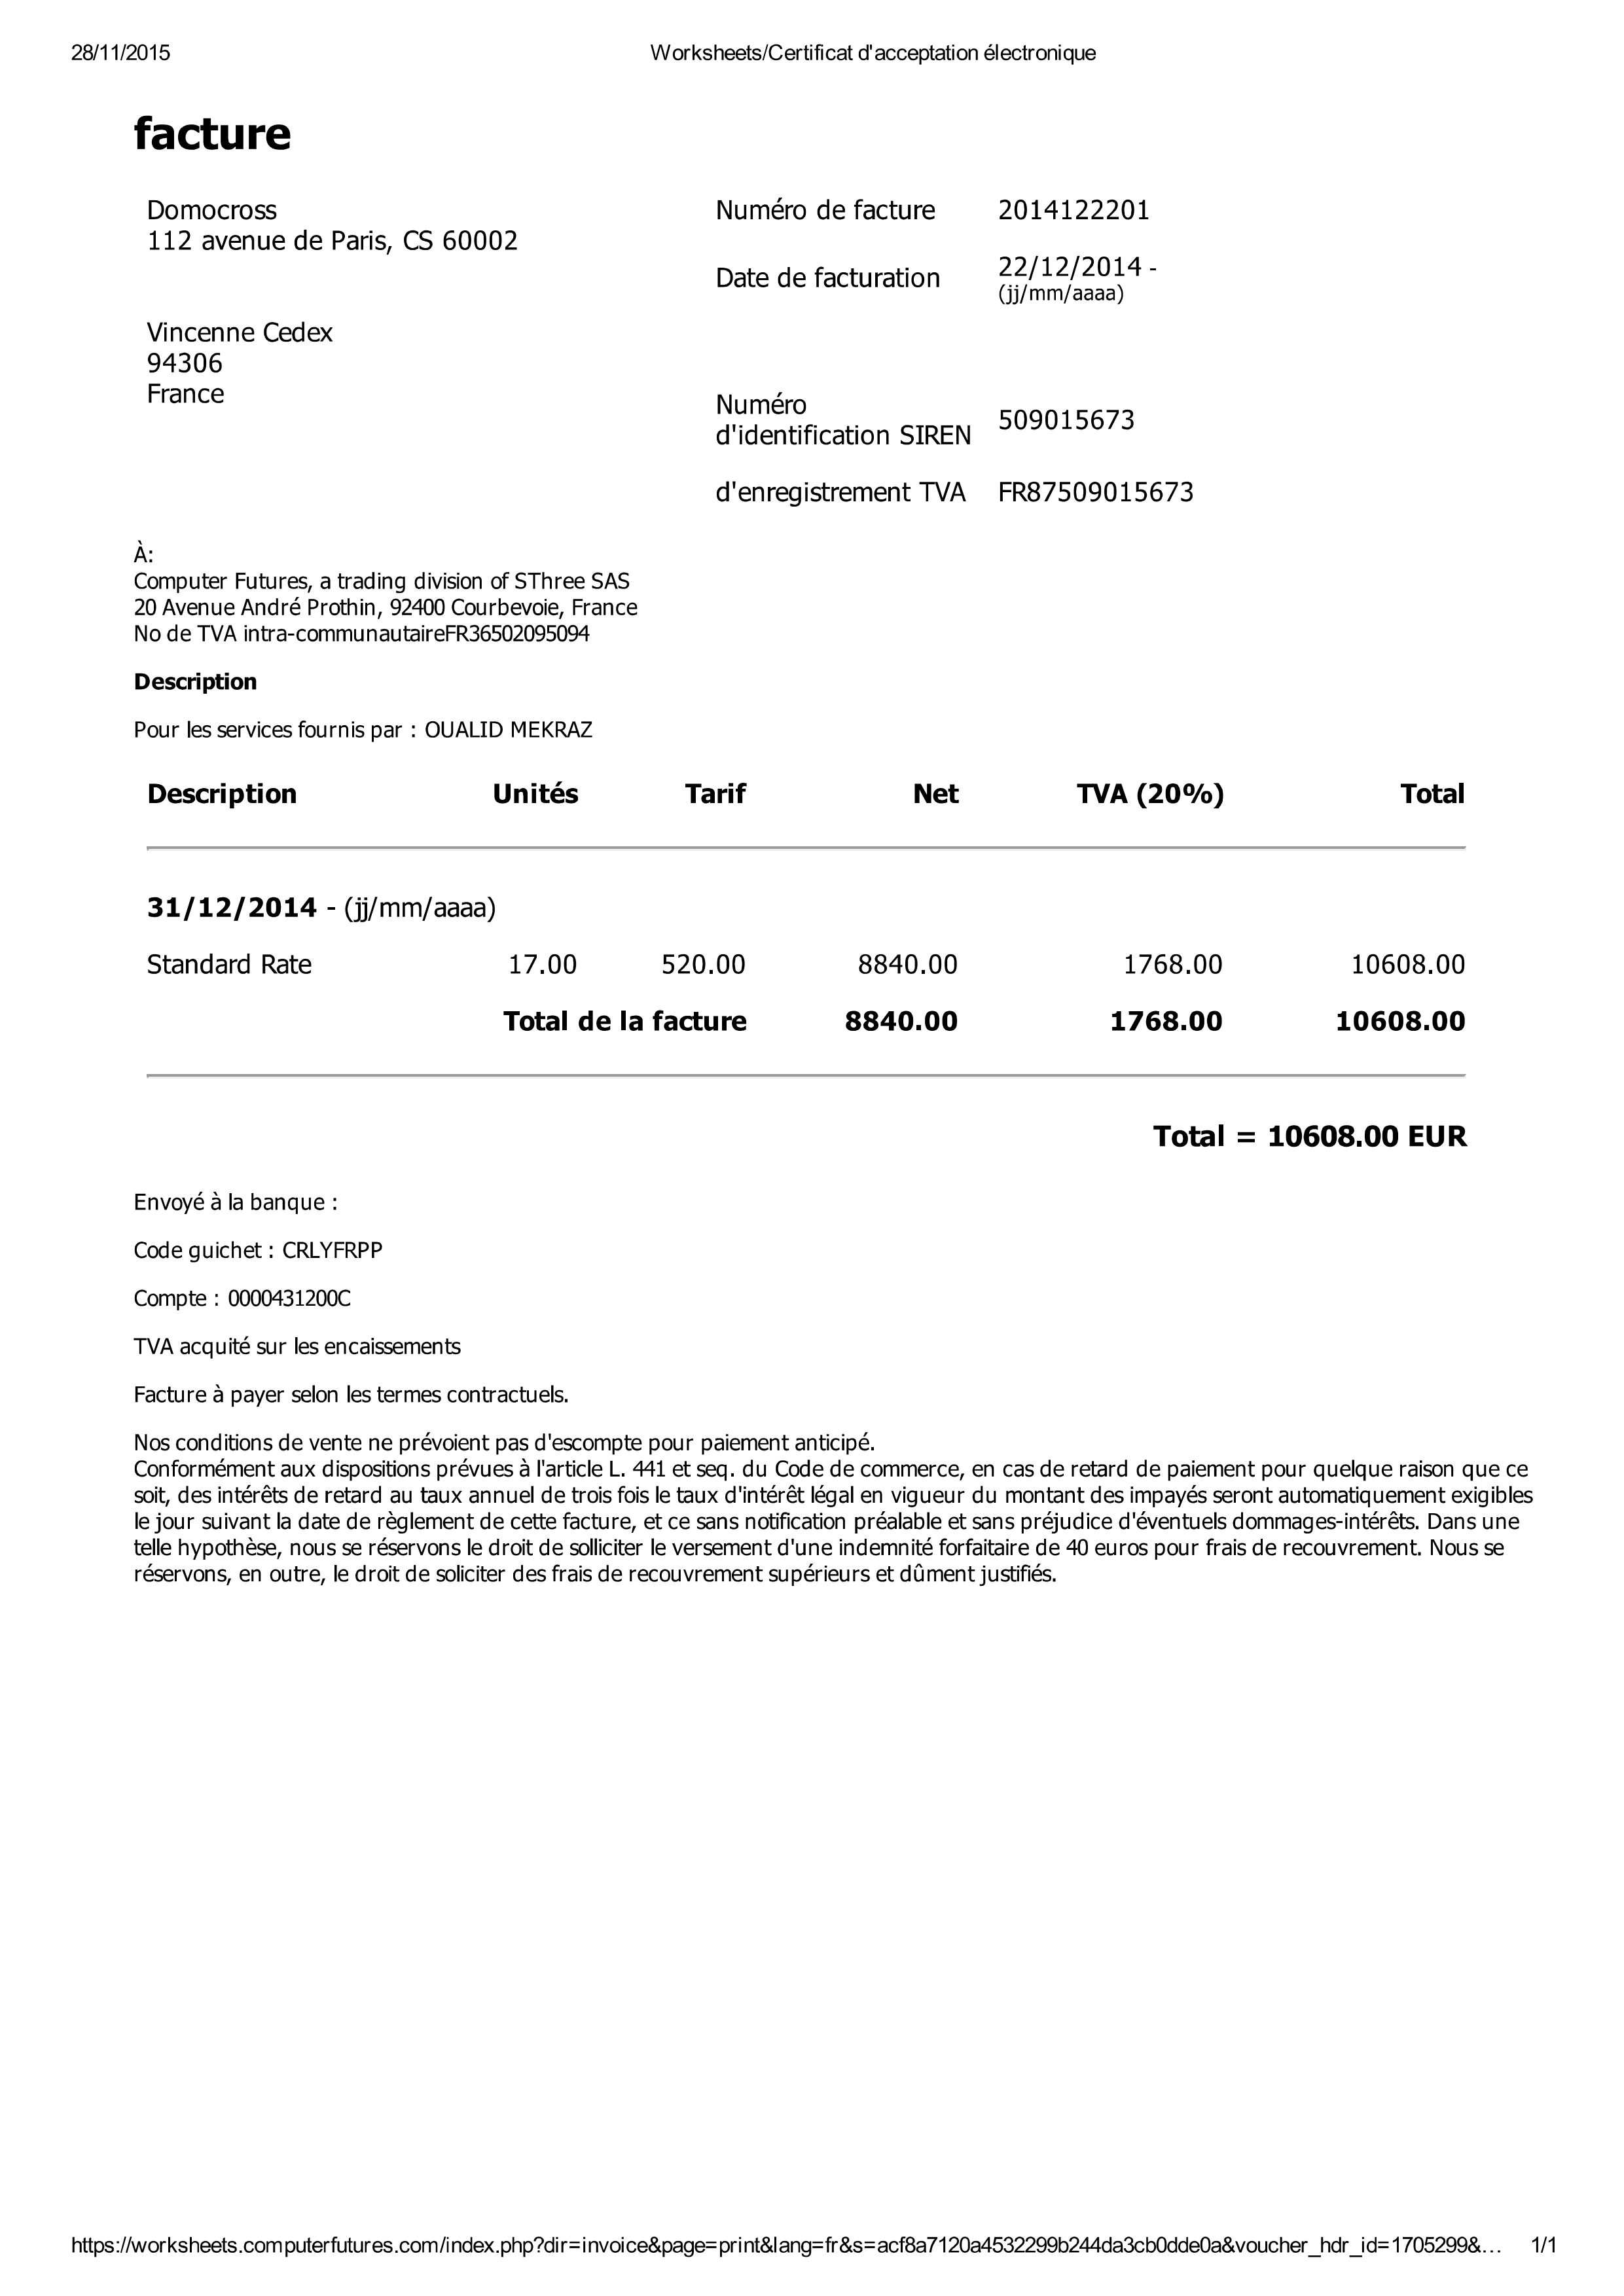 28/11/2015 Worksheets/Certificat d'acceptation électronique
facture
Domocross
112 avenue de Paris, CS 60002
Vincenne Cedex
94306
France
Numéro de facture 2014122201
Date de facturation 22/12/2014 -
(jj/mm/aaaa)
Numéro
d'identification SIREN 509015673
d'enregistrement TVA FR87509015673
À:
Computer Futures, a trading division of SThree SAS
20 Avenue André Prothin, 92400 Courbevoie, France
No de TVA intra-communautaireFR36502095094
Description
Pour les services fournis par : OUALID MEKRAZ
Description Unités Tarif Net TVA (20%) Total
31/12/2014 - (jj/mm/aaaa)
Standard Rate 17.00 520.00 8840.00 1768.00 10608.00
Total de la facture 8840.00 1768.00 10608.00
Total = 10608.00 EUR
Envoyé à la banque :
Code guichet : CRLYFRPP
Compte : 0000431200C
TVA acquité sur les encaissements
Facture à payer selon les termes contractuels.
Nos conditions de vente ne prévoient pas d'escompte pour paiement anticipé.
Conformément aux dispositions prévues à l'article L. 441 et seq. du Code de commerce, en cas de retard de paiement pour quelque raison que ce
soit, des intérêts de retard au taux annuel de trois fois le taux d'intérêt légal en vigueur du montant des impayés seront automatiquement exigibles
le jour suivant la date de règlement de cette facture, et ce sans notification préalable et sans préjudice d'éventuels dommages-intérêts. Dans une
telle hypothèse, nous se réservons le droit de solliciter le versement d'une indemnité forfaitaire de 40 euros pour frais de recouvrement. Nous se
réservons, en outre, le droit de soliciter des frais de recouvrement supérieurs et dûment justifiés.
https://worksheets.computerfutures.com/index.php?dir=invoice&page=print&lang=fr&s=acf8a7120a4532299b244da3cb0dde0a&voucher_hdr_id=1705299&… 1/1